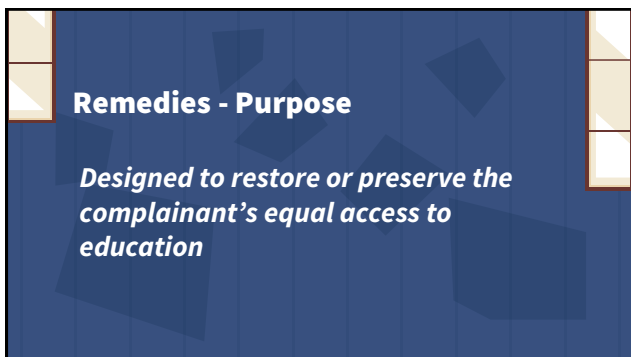 Remedies - Purpose
Designed to restore or preserve the
complainant’s equal access to
education